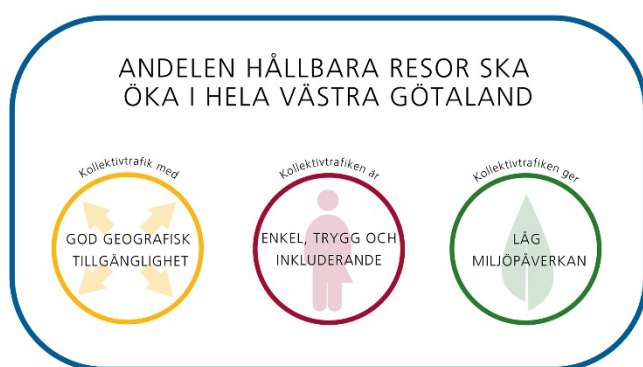 ANDELEN HÅLLBARA RESOR SKA
ÖKA I HELA VÄSTRA GÖTALAND
Kollektivtrafik med
GOD GEOGRAFISK
TILLGÄNGLIGHET
Kollektivtrafiken är
ENKEL, TRYGG OCH
INKLUDERANDE
Kollektivtrafiken ger
LÅG
MILJÖPÅVERKAN